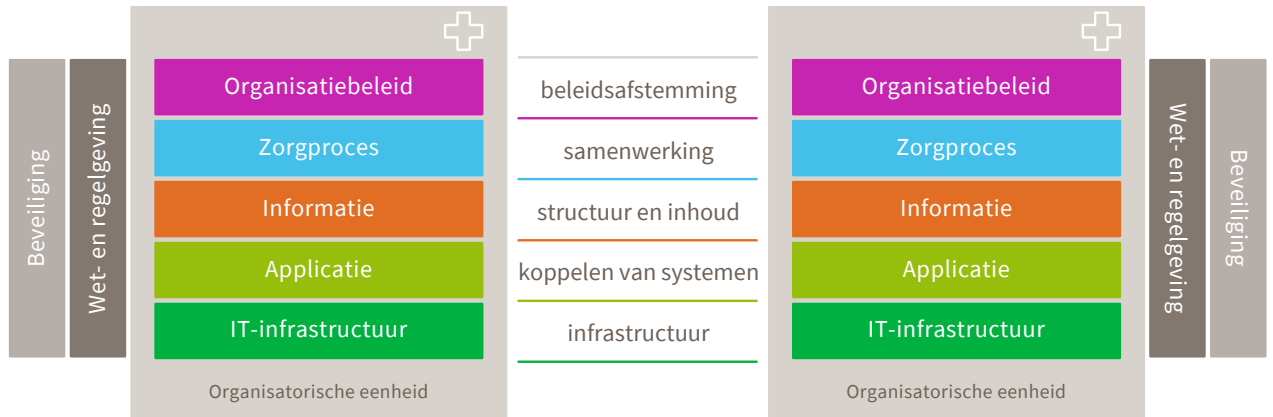 Beveiliging
Wet- en regelgeving
Organisatiebeleid
Zorgproces
Informatie
Applicatie
IT-infrastructuur
Organisatorische eenheid
beleidsafstemming
samenwerking
structuur en inhoud
koppelen van systemen
infrastructuur
Organisatiebeleid
Zorgproces
Informatie
Applicatie
IT-infrastructuur
Organisatorische eenheid
Wet- en regelgeving
Beveiliging